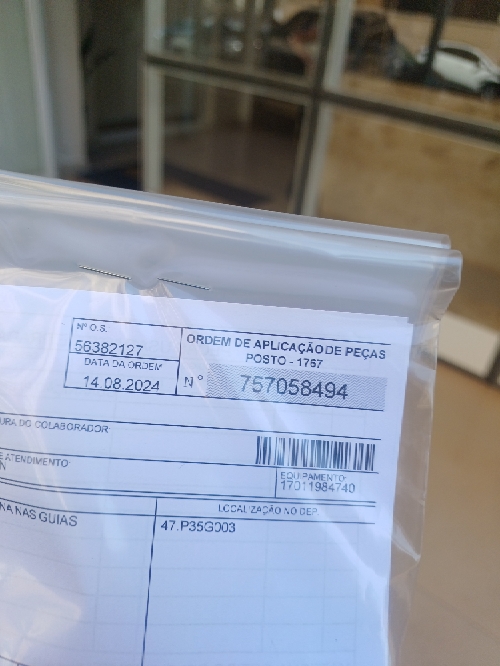 Nº O.S.
56382127
ORDEM DE APLICAÇÃO DE PEÇAS
POSTO - 1767
DATA DA ORDEM
14.08.2024
Nº 757058494
URA DO COLABORADOR
E ATENDIMENTO
N
EQUIPAMENTO
17011984740
NA NAS GUIAS
LOCALIZAÇÃO NO DEP.
47.P35G003